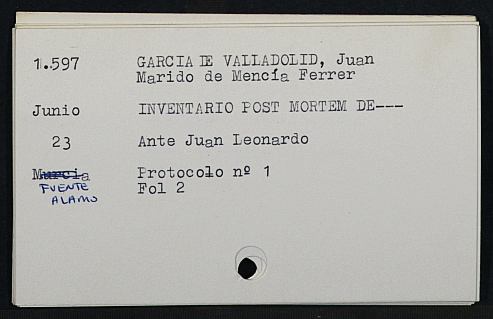 1.597 GARCIA DE VALLADOLID, Juan
Marido de Mencía Ferrer
Junio INVENTARIO POST MORTEM DE---
23 Ante Juan Leonardo
Murcia Protocolo nº 1
FUENTE ALAMO Fol 2